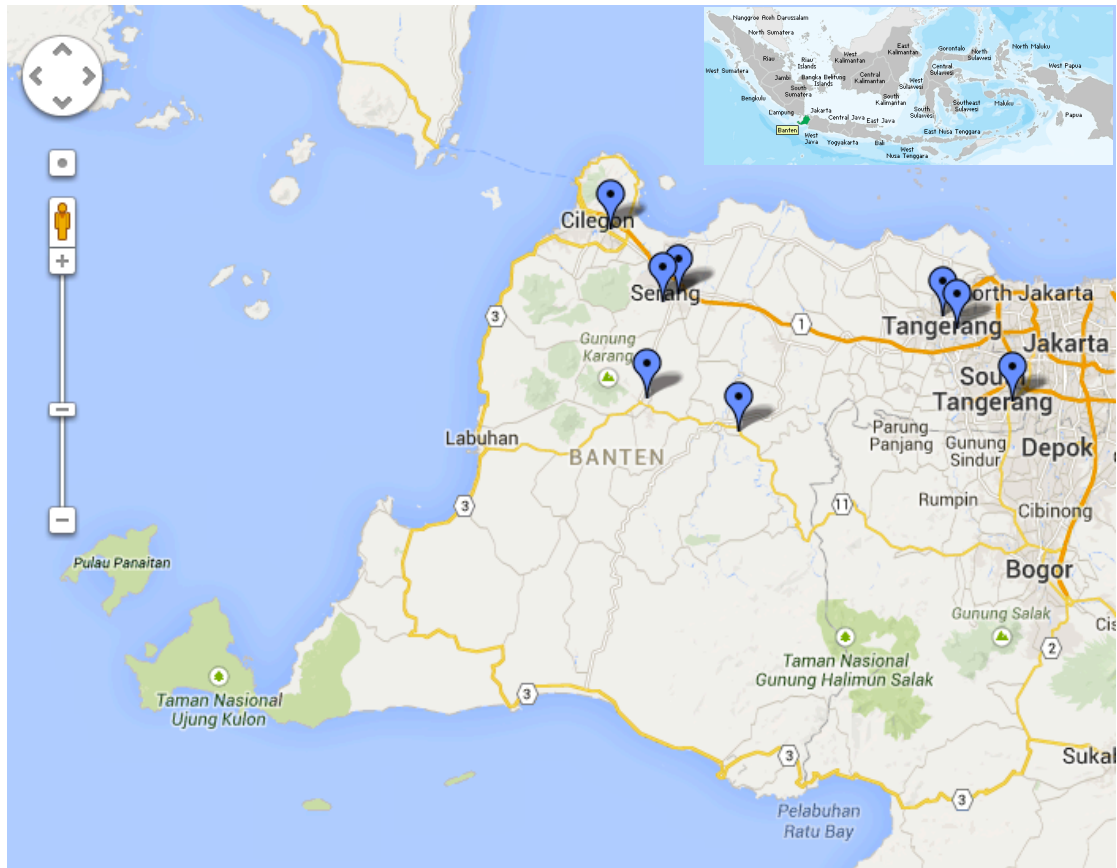 Nanggroe Aceh Darussalam
North Sumatera
Riau
Riau
Islands
West Sumatera
Jambi
Bangka Belitung
Islands
South
Sumatera
Bengkulu
Lampung
Banten
Jakarta
West
Java
Central Java
East Java
Yogyakarta
Bali
West
Nusa Tenggara
East Nusa Tenggara
West
Kalimantan
Central
Kalimantan
East
Kalimantan
South
Kalimantan
Gorontalo
North
Sulawesi
Central
Sulawesi
West
Sulawesi
South
Sulawesi
Southeast
Sulawesi
North Maluku
Maluku
West Papua
Papua
Cilegon
Serang
3
1
Gunung
Karang
orth Jakarta
Tangerang
Jakarta
Sou
Tangerang
Labuhan
BANTEN
Parung
Panjang
Gunung
Sindur
Depok
3
11
Rumpin
Cibinong
Pulau Panaitan
Bogor
Gunung Salak
Cis
2
Taman Nasional
Gunung Halimun Salak
Taman Nasional
Ujung Kulon
3
3
Sukab
3
Pelabuhan
Ratu Bay